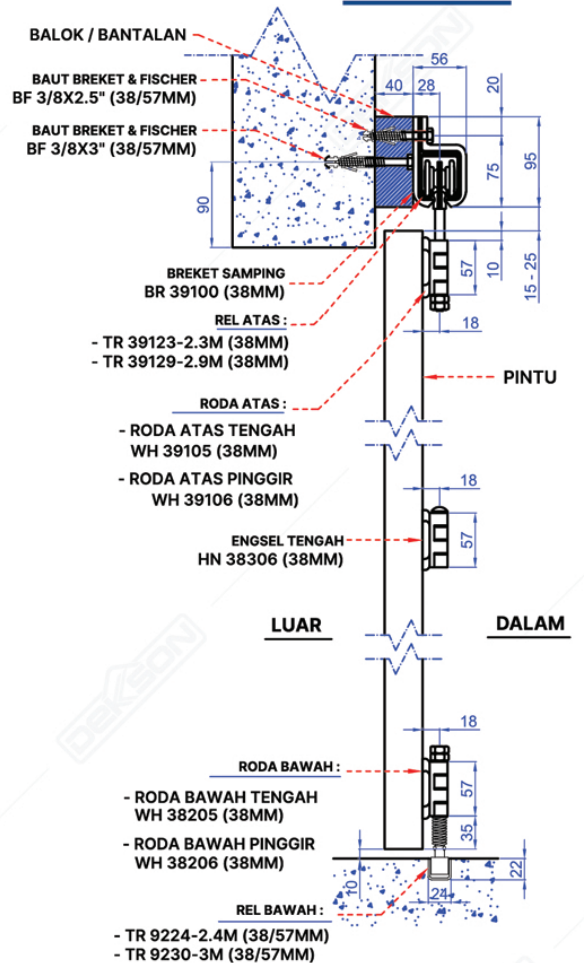 BALOK / BANTALAN
BAUT BREKET & FISCHER
BF 3/8X2.5" (38/57MM)
BAUT BREKET & FISCHER
BF 3/8X3" (38/57MM)
56
40
28
20
75
95
90
10
15 - 25
57
18
BREKET SAMPING
BR 39100 (38MM)
REL ATAS :
- TR 39123-2.3M (38MM)
- TR 39129-2.9M (38MM)
PINTU
RODA ATAS :
- RODA ATAS TENGAH
WH 39105 (38MM)
- RODA ATAS PINGGIR
WH 39106 (38MM)
18
57
ENGSEL TENGAH
HN 38306 (38MM)
LUAR
DALAM
DEKSON
DEKSON
18
57
35
RODA BAWAH :
- RODA BAWAH TENGAH
WH 38205 (38MM)
- RODA BAWAH PINGGIR
WH 38206 (38MM)
10
24
22
REL BAWAH :
- TR 9224-2.4M (38/57MM)
- TR 9230-3M (38/57MM)